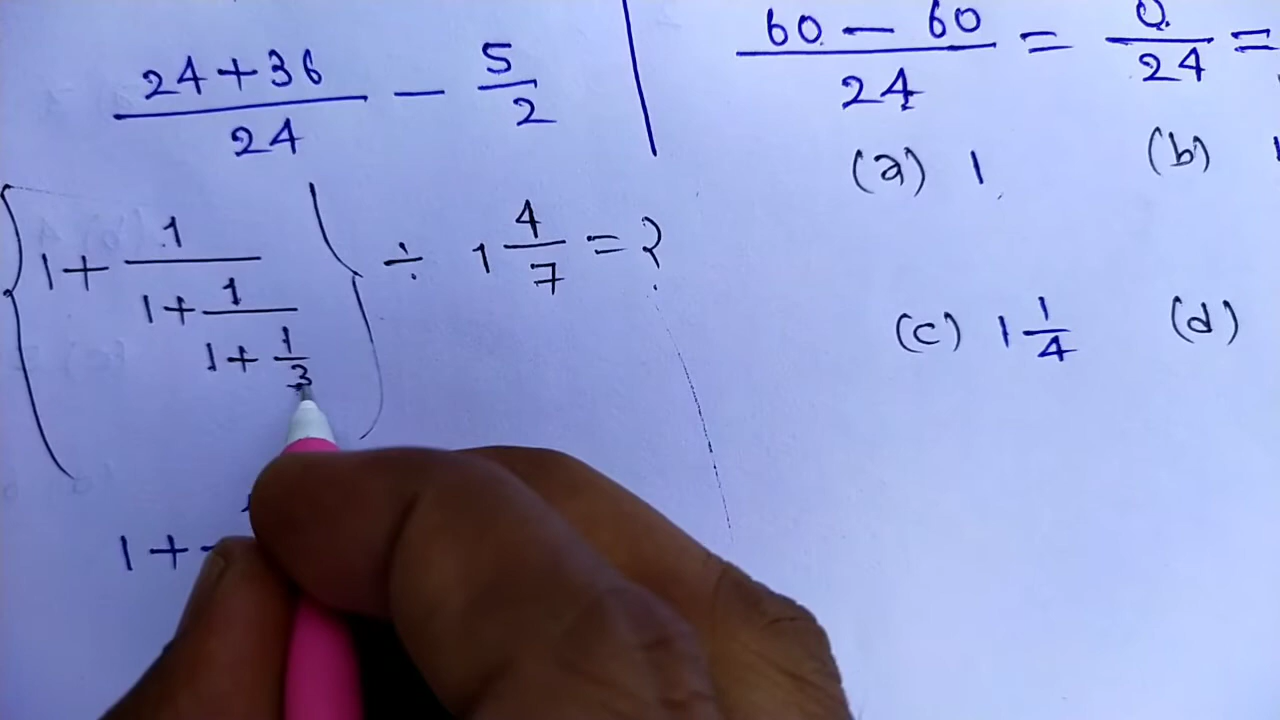 24+36/24 − 5/2
60 − 60/24 = 0/24 =
(a) 1 (b)
{1+1/(1+1/(1+1/3))} ÷ 1 4/7 = ?
(c) 1 1/4 (d)
1 +